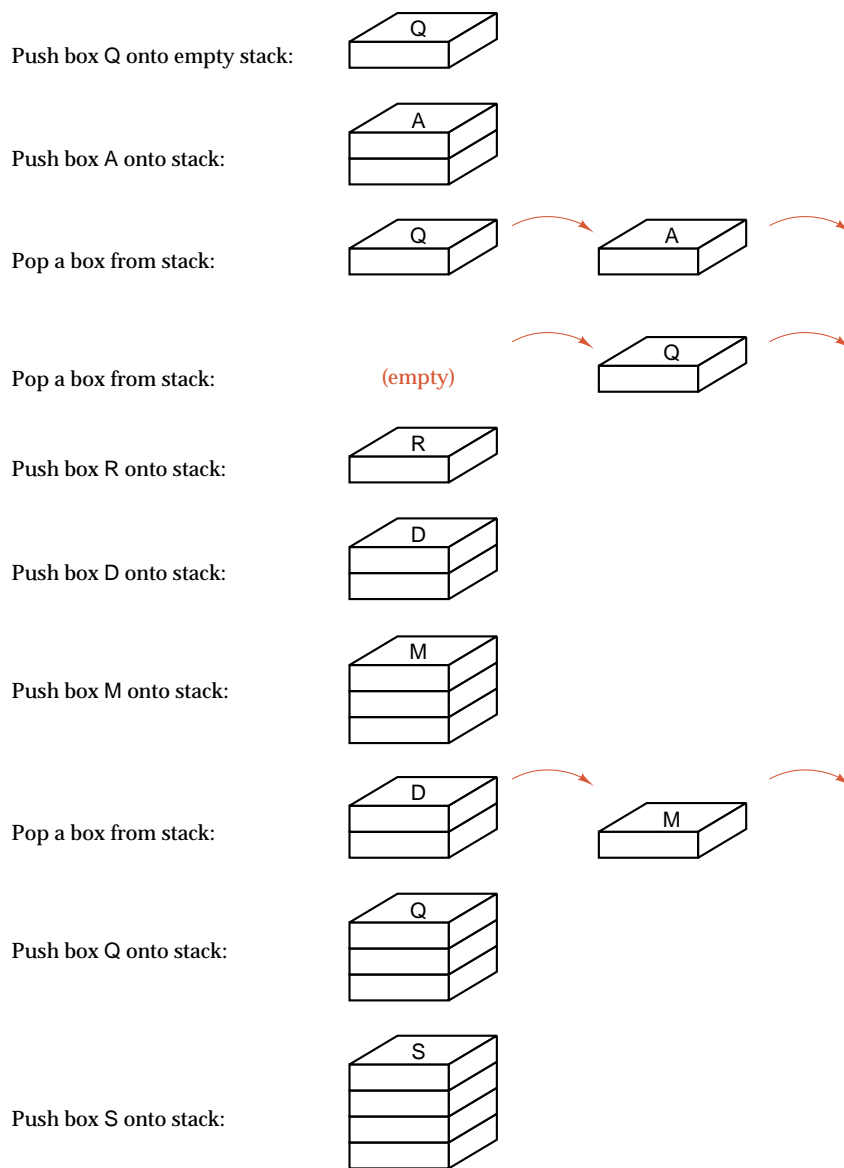 Q
Push box Q onto empty stack:
A
Push box A onto stack:
Q A
Pop a box from stack:
Q
Pop a box from stack: (empty)
R
Push box R onto stack:
D
Push box D onto stack:
M
Push box M onto stack:
D
M
Pop a box from stack:
Q
Push box Q onto stack:
S
Push box S onto stack: